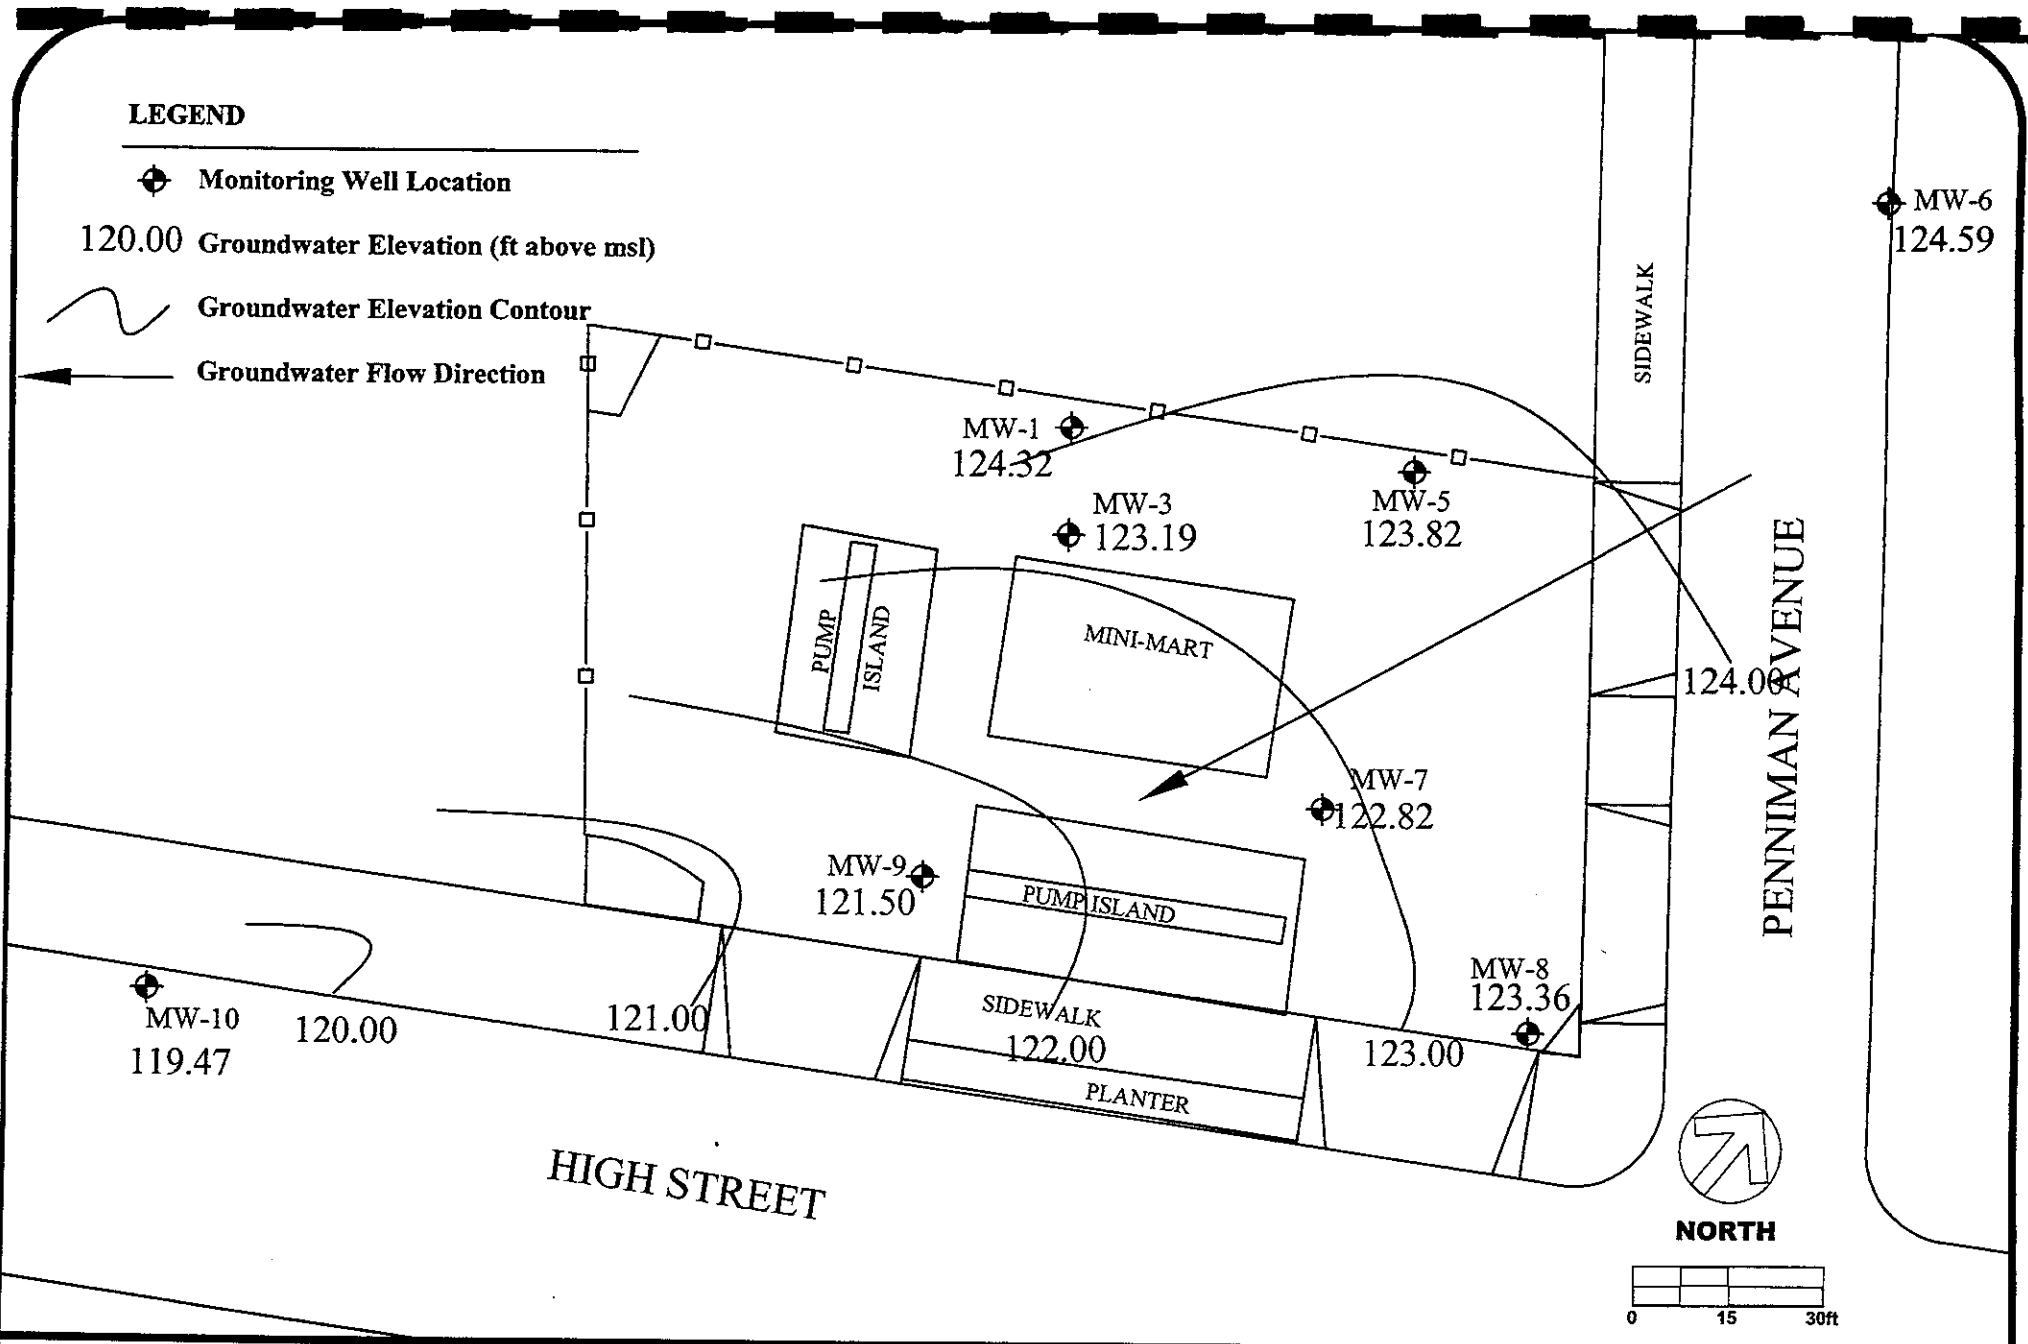 LEGEND
Monitoring Well Location
120.00 Groundwater Elevation (ft above msl)
Groundwater Elevation Contour
Groundwater Flow Direction
MW-6
124.59
SIDEWALK
MW-1
124.32
MW-3
123.19
MW-5
123.82
PUMP
ISLAND
MINI-MART
124.00
PENNIMAN AVENUE
MW-7
122.82
MW-9
121.50
PUMP ISLAND
MW-8
123.36
MW-10
119.47
120.00
121.00
SIDEWALK
122.00
123.00
PLANTER
HIGH STREET
NORTH
0 15 30ft